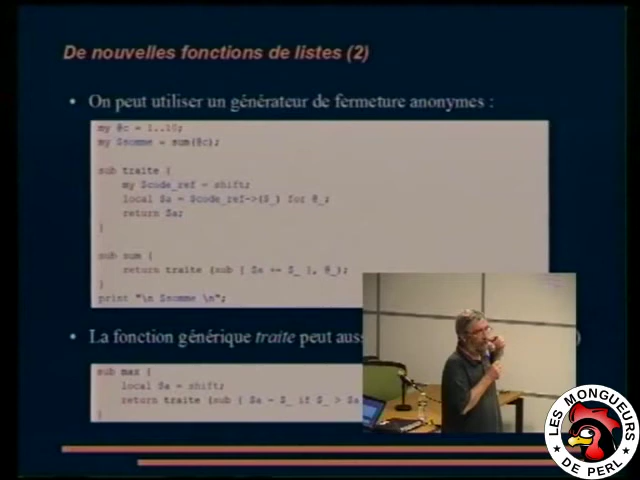 De nouvelles fonctions de listes (2)
• On peut utiliser un générateur de fermeture anonymes :
my @c = 1..10;
my $somme = sum(@c);
sub traite {
my $code_ref = shift;
local $a = $code_ref->($_) for @_;
return $a;
}
sub sum {
return traite (sub { $a += $_ }, @_);
}
print "\n $somme \n";
• La fonction générique traite peut aus
sub max {
local $a = shift;
return traite (sub { $a = $_ if $_ > $a
}
LES MONGUEURS
DE PERL